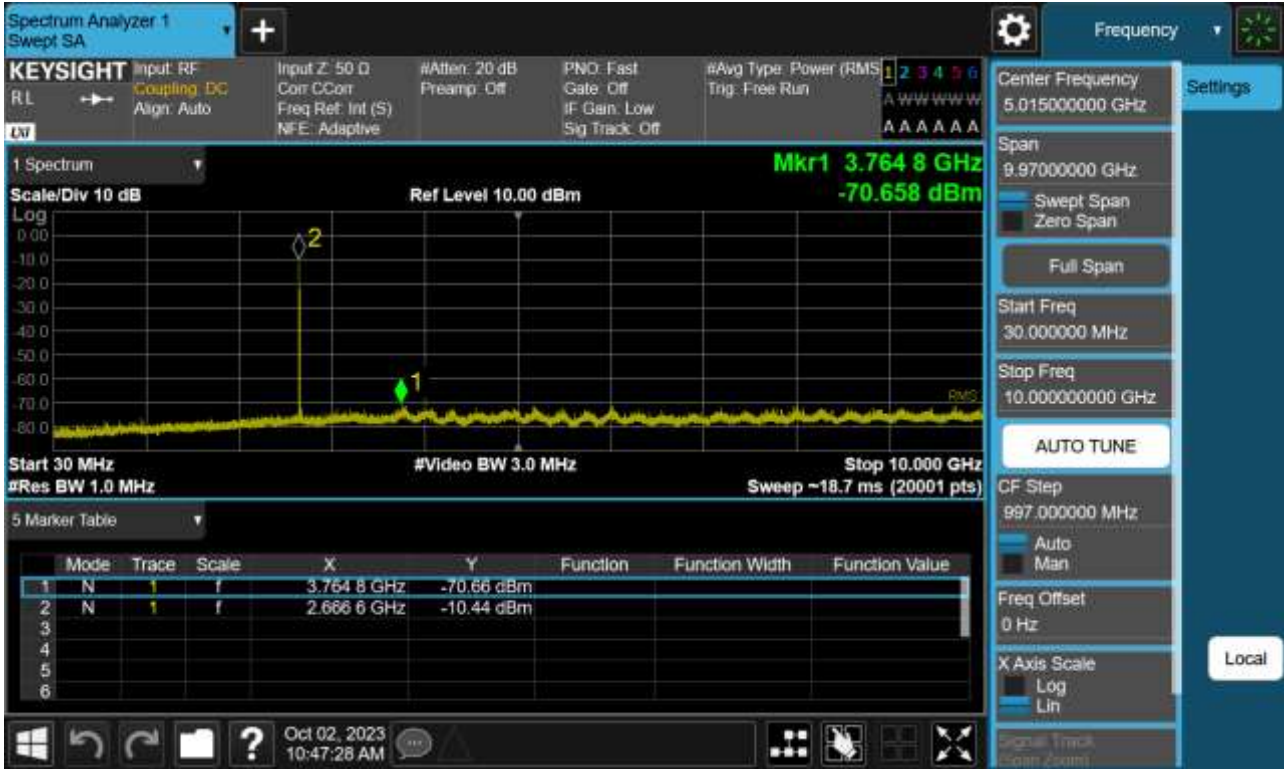 Spectrum Analyzer 1
Swept SA
+
Frequency
KEYSIGHT
RL
LXI
Input: RF
Coupling: DC
Align: Auto
Input Z: 50 Ω
Corr CCorr
Freq Ref: Int (S)
NFE: Adaptive
#Atten: 20 dB
Preamp: Off
PNO: Fast
Gate: Off
IF Gain: Low
Sig Track: Off
#Avg Type: Power (RMS
Trig: Free Run
1 2 3 4 5 6
A W W W W W
A A A A A A
1 Spectrum
Scale/Div 10 dB
Ref Level 10.00 dBm
Mkr1 3.764 8 GHz
-70.658 dBm
Log
0.00
-10.0
-20.0
-30.0
-40.0
-50.0
-60.0
-70.0
-80.0
2
1
RMS
Start 30 MHz
#Video BW 3.0 MHz
Stop 10.000 GHz
#Res BW 1.0 MHz
Sweep ~18.7 ms (20001 pts)
5 Marker Table
Mode Trace Scale X Y Function Function Width Function Value
1 N 1 f 3.764 8 GHz -70.66 dBm
2 N 1 f 2.666 6 GHz -10.44 dBm
3
4
5
6
?
Oct 02, 2023
10:47:28 AM
Center Frequency
5.015000000 GHz
Settings
Span
9.97000000 GHz
Swept Span
Zero Span
Full Span
Start Freq
30.000000 MHz
Stop Freq
10.000000000 GHz
AUTO TUNE
CF Step
997.000000 MHz
Auto
Man
Freq Offset
0 Hz
X Axis Scale
Log
Lin
Signal Track
(Span Zoom)
Local